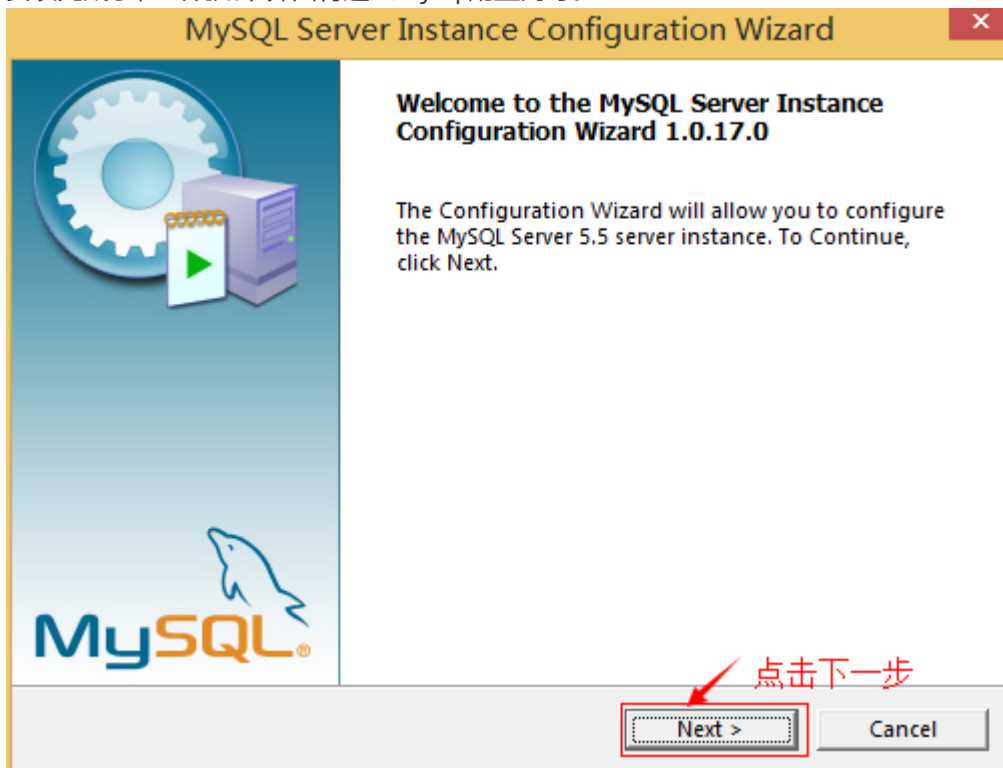 MySQL Server Instance Configuration Wizard
Welcome to the MySQL Server Instance
Configuration Wizard 1.0.17.0
The Configuration Wizard will allow you to configure
the MySQL Server 5.5 server instance. To Continue,
click Next.
MySQL®
点击下一步
Next >
Cancel